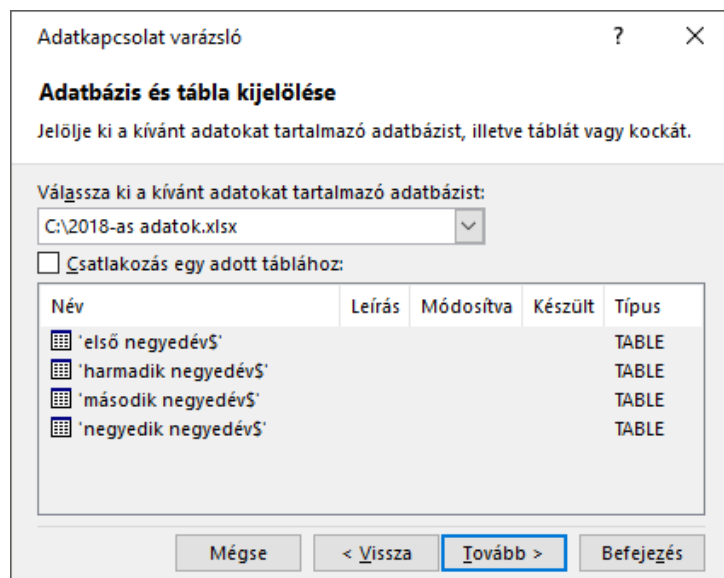 Adatkapcsolat varázsló ? ×
Adatbázis és tábla kijelölése
Jelölje ki a kívánt adatokat tartalmazó adatbázist, illetve táblát vagy kockát.
Válassza ki a kívánt adatokat tartalmazó adatbázist:
C:\2018-as adatok.xlsx
Csatlakozás egy adott táblához:
Név Leírás Módosítva Készült Típus
'első negyedév$' TABLE
'harmadik negyedév$' TABLE
'második negyedév$' TABLE
'negyedik negyedév$' TABLE
Mégse < Vissza Tovább > Befejezés